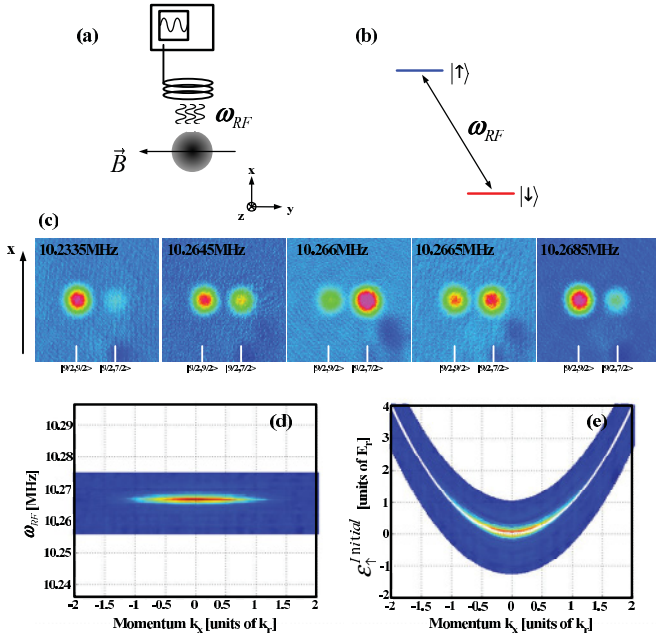 (a)
ω_RF
B⃗
x
z
y
(b)
|↑⟩
ω_RF
|↓⟩
(c)
x
10.2335MHz
10.2645MHz
10.266MHz
10.2665MHz
10.2685MHz
|9/2,9/2> |9/2,7/2>
|9/2,9/2> |9/2,7/2>
|9/2,9/2> |9/2,7/2>
|9/2,9/2> |9/2,7/2>
|9/2,9/2> |9/2,7/2>
(d)
ω_RF [MHz]
10.29
10.28
10.27
10.26
10.25
10.24
-2 -1.5 -1 -0.5 0 0.5 1 1.5 2
Momentum k_x [units of k_r]
(e)
ε_↑^Initial [units of E_r]
4
3
2
1
0
-1
-2
-2 -1.5 -1 -0.5 0 0.5 1 1.5 2
Momentum k_x [units of k_r]